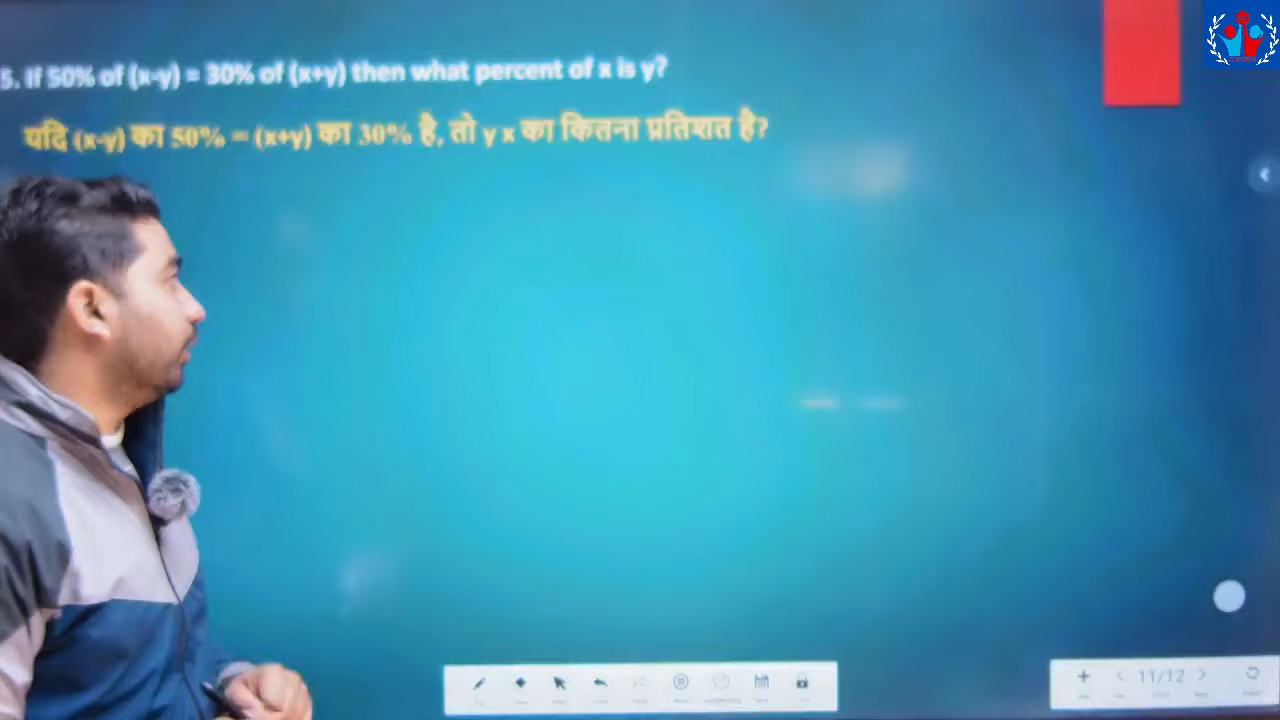 5. If 50% of (x-y) = 30% of (x+y) then what percent of x is y?
यदि (x-y) का 50% = (x+y) का 30% है, तो y x का कितना प्रतिशत है?
11/12